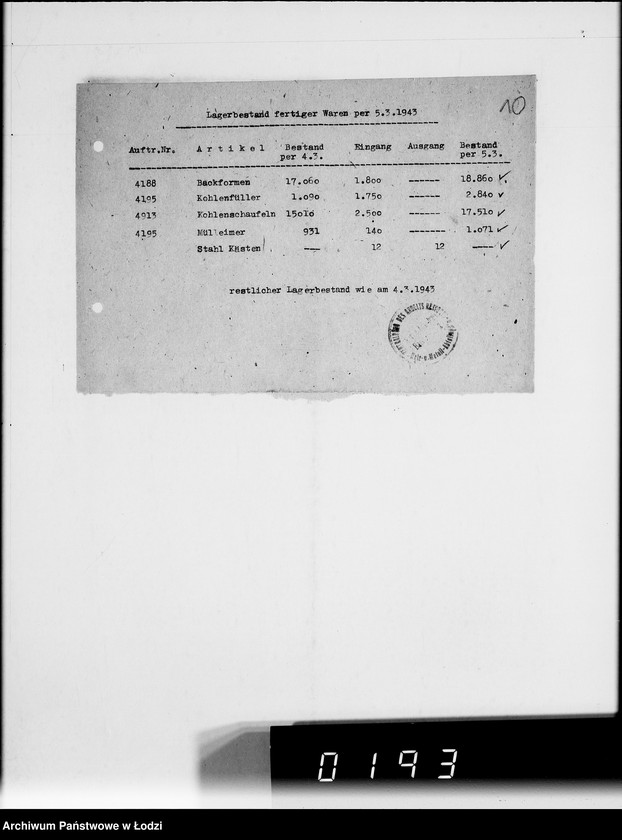 10
Lagerbestand fertiger Waren per 5.3.1943
Auftr.Nr. Artikel Bestand per 4.3. Eingang Ausgang Bestand per 5.3.
4188 Backformen 17.060 1.800 ------ 18.860 ✓
4195 Kohlenfüller 1.090 1.750 ------ 2.840 ✓
4913 Kohlenschaufeln 15010 2.500 ------ 17.510 ✓
4195 Mülleimer 931 140 ------- 1.071 ✓
Stahl Kästen --- 12 12 ---- ✓
restlicher Lagerbestand wie am 4.3.1943
0193
Archiwum Państwowe w Łodzi